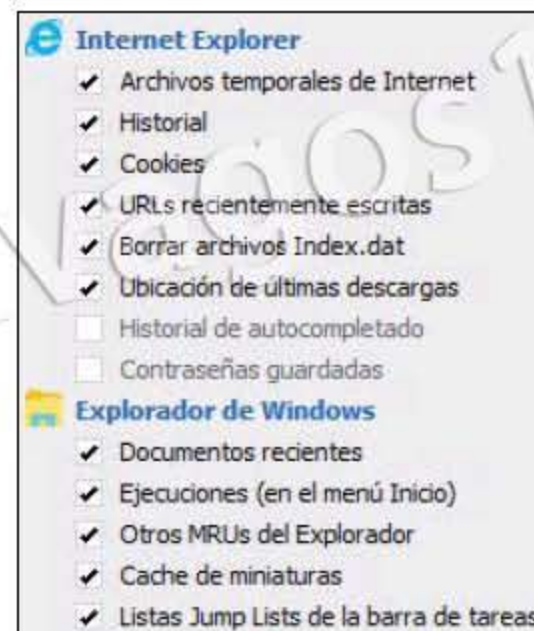 Internet Explorer
Archivos temporales de Internet
Historial
Cookies
URLs recientemente escritas
Borrar archivos Index.dat
Ubicación de últimas descargas
Historial de autocompletado
Contraseñas guardadas
Explorador de Windows
Documentos recientes
Ejecuciones (en el menú Inicio)
Otros MRUs del Explorador
Cache de miniaturas
Listas Jump Lists de la barra de tareas